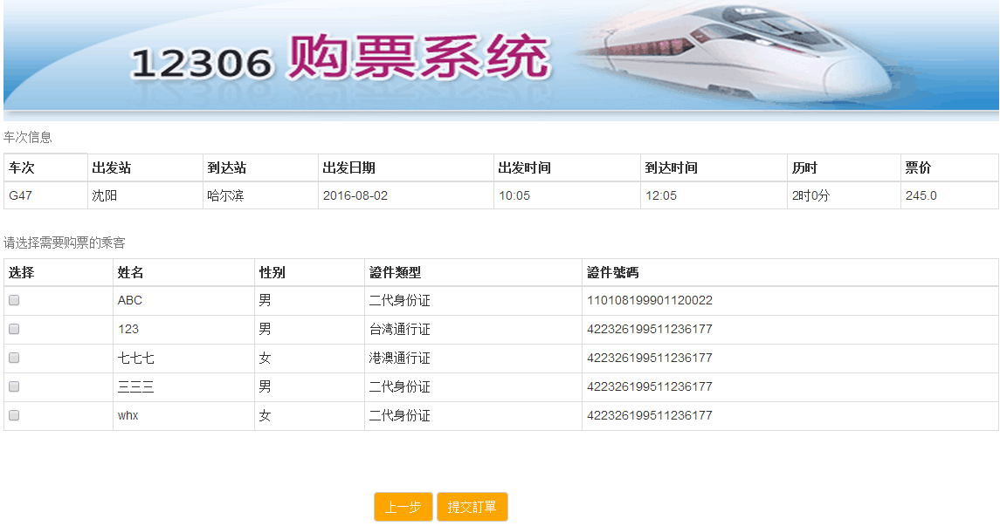 12306 购票系统
车次信息
车次 出发站 到达站 出发日期 出发时间 到达时间 历时 票价
G47 沈阳 哈尔滨 2016-08-02 10:05 12:05 2时0分 245.0
请选择需要购票的乘客
选择 姓名 性别 證件類型 證件號碼
ABC 男 二代身份证 110108199901120022
123 男 台湾通行证 422326199511236177
七七七 女 港澳通行证 422326199511236177
三三三 男 二代身份证 422326199511236177
whx 女 二代身份证 422326199511236177
上一步 提交訂單